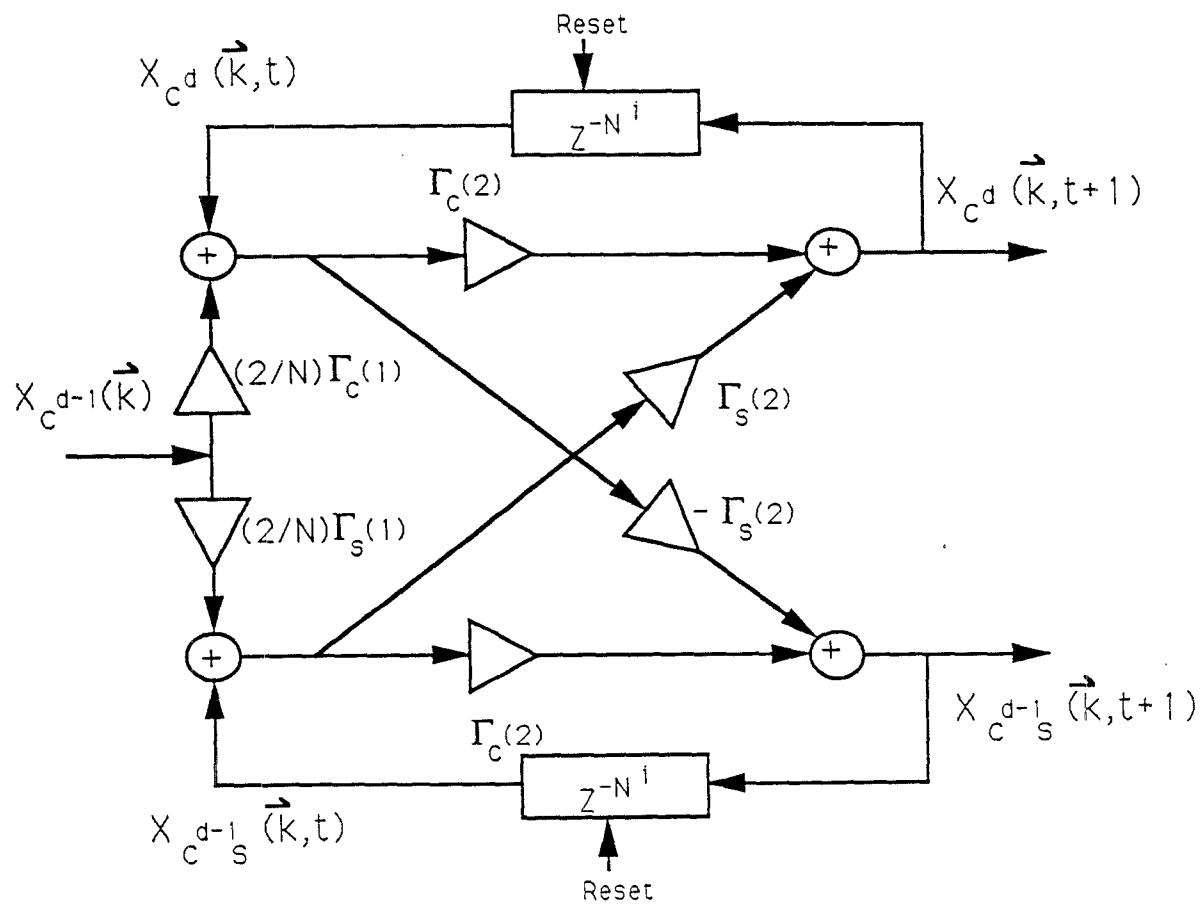 Reset
X_c^d (k⃗,t)
Z^-N^i
Γ_c(2)
X_c^d (k⃗,t+1)
+
+
(2/N)Γ_c(1)
X_c^d-1(k⃗)
Γ_s(2)
(2/N)Γ_s(1)
- Γ_s(2)
+
+
X_c^d-1_s (k⃗,t+1)
Γ_c(2)
Z^-N^i
X_c^d-1_s (k⃗,t)
Reset